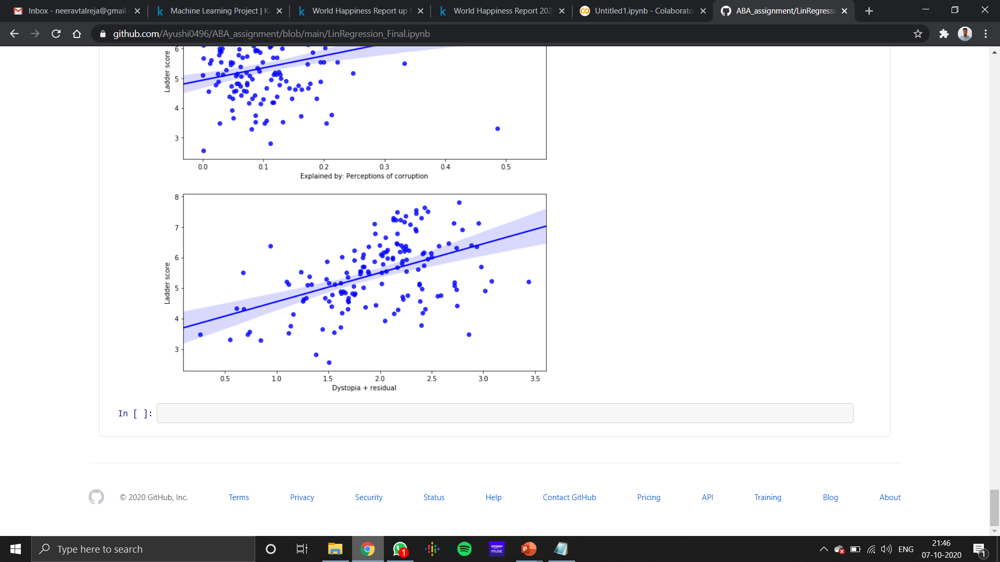 Inbox - neeravtalreja@gmail.
Machine Learning Project | Ka
World Happiness Report up t
World Happiness Report 202
Untitled1.ipynb - Colaborato
ABA_assignment/LinRegressi
github.com/Ayushi0496/ABA_assignment/blob/main/LinRegression_Final.ipynb
6
5
4
3
Ladder score
0.0 0.1 0.2 0.3 0.4 0.5
Explained by: Perceptions of corruption
8
7
6
5
4
3
Ladder score
0.5 1.0 1.5 2.0 2.5 3.0 3.5
Dystopia + residual
In [ ]:
© 2020 GitHub, Inc. Terms Privacy Security Status Help Contact GitHub Pricing API Training Blog About
Type here to search
1
amazon music
P
ENG
21:46
07-10-2020
1